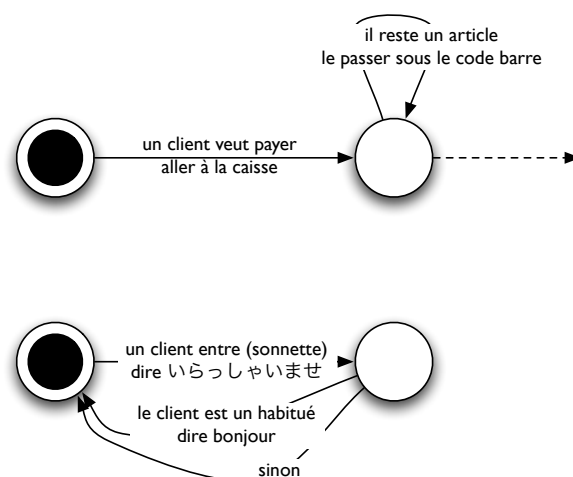 il reste un article
le passer sous le code barre
un client veut payer
aller à la caisse
un client entre (sonnette)
dire いらっしゃいませ
le client est un habitué
dire bonjour
sinon